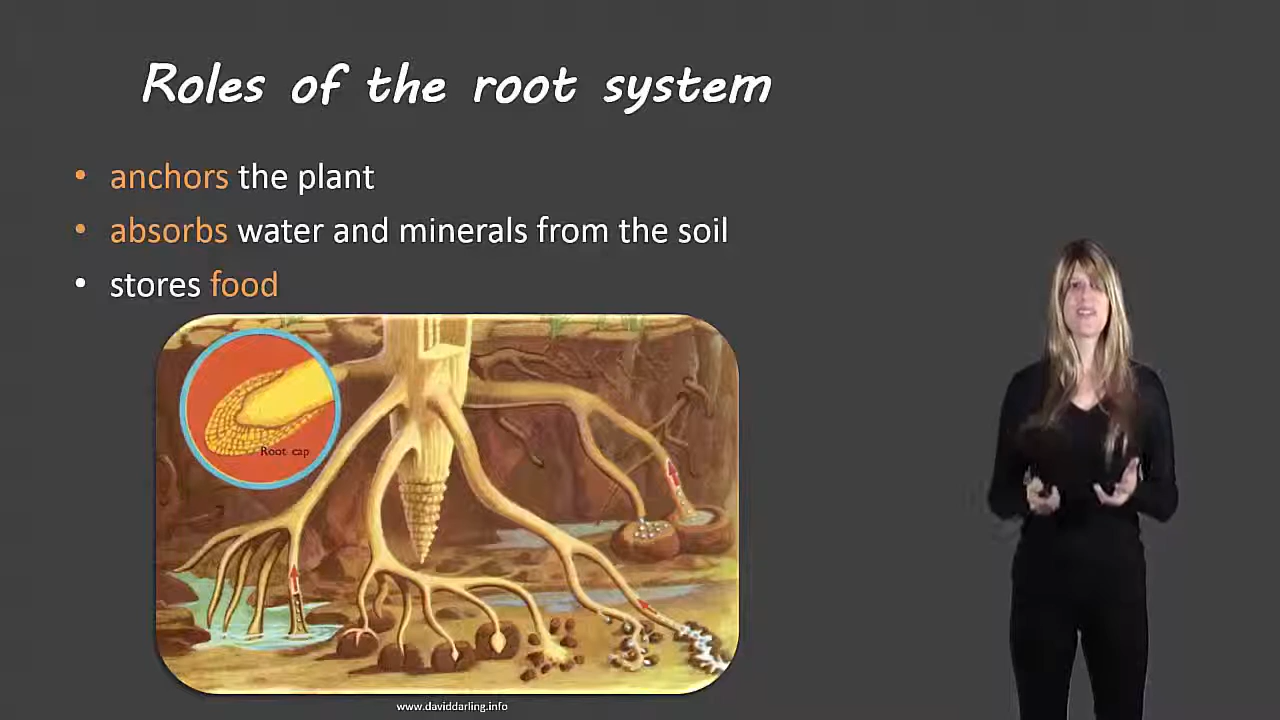 Roles of the root system
• anchors the plant
• absorbs water and minerals from the soil
• stores food
Root cap
www.daviddarling.info